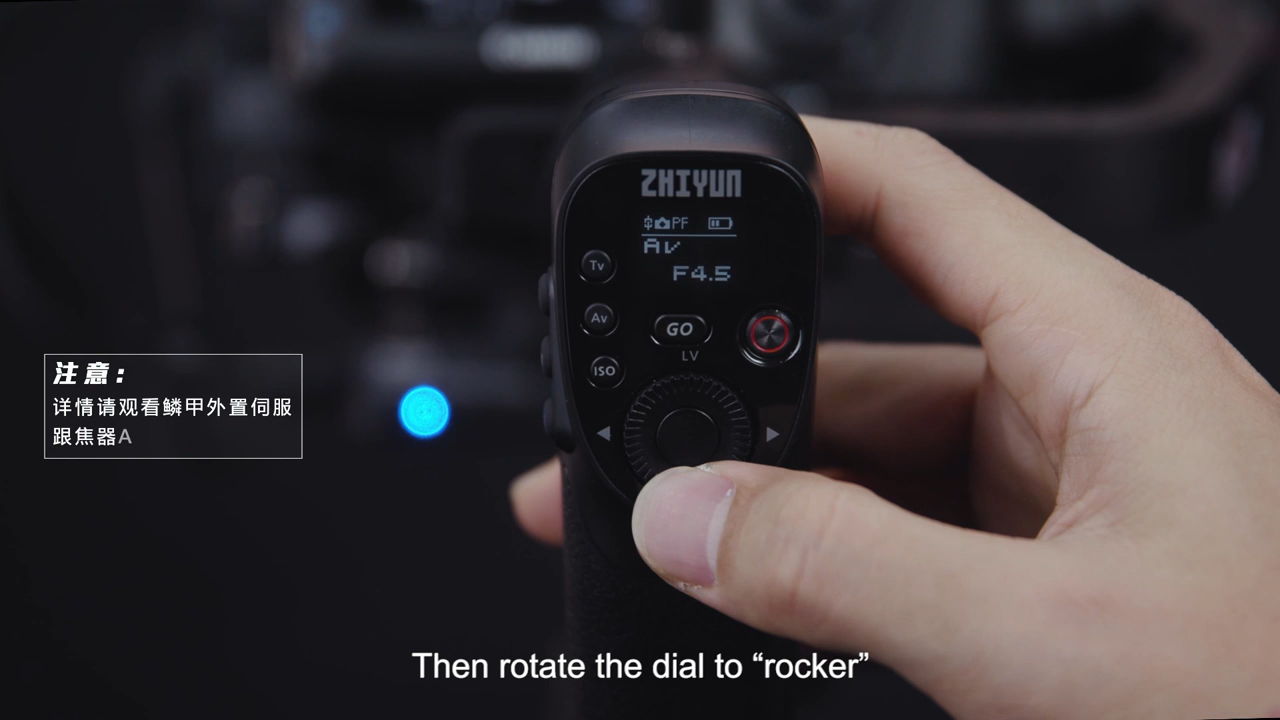 ZHIYUN
PF
Av
F4.5
Tv
Av
GO
LV
ISO
注意:
详情请观看鳞甲外置伺服
跟焦器A
Then rotate the dial to “rocker”